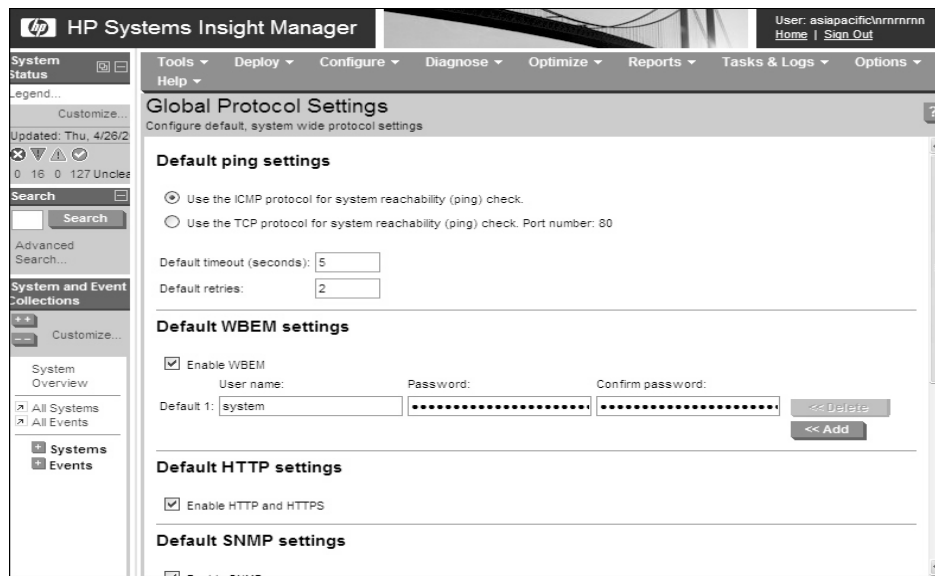 hp HP Systems Insight Manager
User: asiapacific\nrnrnrnn
Home | Sign Out
System Status
Legend...
Customize...
Updated: Thu, 4/26/2
0 16 0 127 Unclea
Search
Search
Advanced Search...
System and Event Collections
Customize...
System Overview
All Systems
All Events
Systems
Events
Tools Deploy Configure Diagnose Optimize Reports Tasks & Logs Options
Help
Global Protocol Settings
?
Configure default, system wide protocol settings
Default ping settings
Use the ICMP protocol for system reachability (ping) check.
Use the TCP protocol for system reachability (ping) check. Port number: 80
Default timeout (seconds): 5
Default retries: 2
Default WBEM settings
Enable WBEM
User name: Password: Confirm password:
Default 1: system
<< Delete
<< Add
Default HTTP settings
Enable HTTP and HTTPS
Default SNMP settings